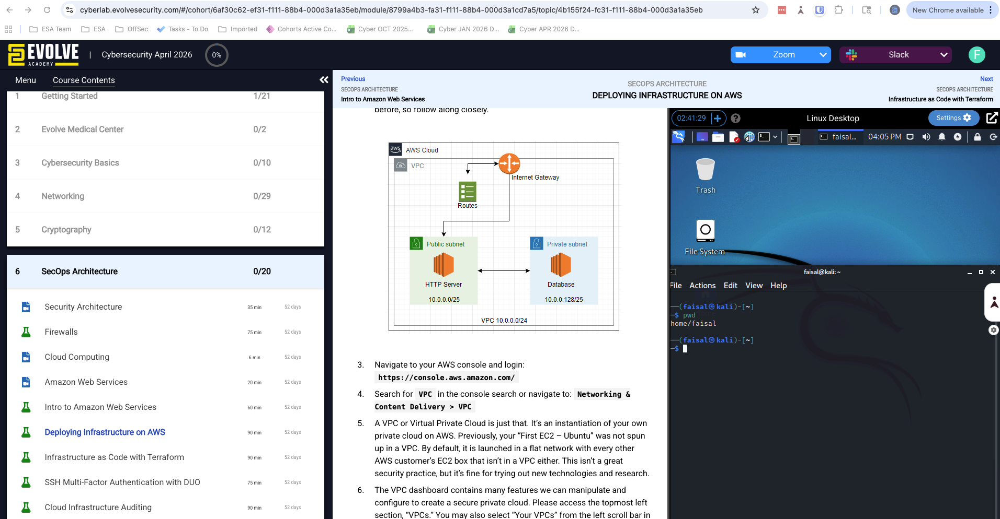 cyberlab.evolvesecurity.com/#/cohort/6af30c62-ef31-f111-88b4-000d3a1a35eb/module/8799a4b3-fa31-f111-88b4-000d3a1cd7a5/topic/4b155f24-fc31-f111-88b4-000d3a1a35eb
New Chrome available
ESA Team
ESA
OffSec
Tasks - To Do
Imported
Cohorts Active Co...
Cyber OCT 2025...
Cyber JAN 2026 D...
Cyber APR 2026 D...
EVOLVE
ACADEMY
| Cybersecurity April 2026
0%
Zoom
Slack
F
Menu
Course Contents
1 Getting Started 1/21
2 Evolve Medical Center 0/2
3 Cybersecurity Basics 0/10
4 Networking 0/29
5 Cryptography 0/12
6 SecOps Architecture 0/20
Security Architecture 35 min 52 days
Firewalls 75 min 52 days
Cloud Computing 6 min 52 days
Amazon Web Services 20 min 52 days
Intro to Amazon Web Services 60 min 52 days
Deploying Infrastructure on AWS 90 min 52 days
Infrastructure as Code with Terraform 90 min 52 days
SSH Multi-Factor Authentication with DUO 75 min 52 days
Cloud Infrastructure Auditing 90 min 52 days
Previous
SECOPS ARCHITECTURE
Intro to Amazon Web Services
SECOPS ARCHITECTURE
DEPLOYING INFRASTRUCTURE ON AWS
Next
SECOPS ARCHITECTURE
Infrastructure as Code with Terraform
before, so follow along closely.
aws
AWS Cloud
VPC
Internet Gateway
Routes
Public subnet
HTTP Server
10.0.0.0/25
Private subnet
Database
10.0.0.128/25
VPC 10.0.0.0/24
3. Navigate to your AWS console and login:
https://console.aws.amazon.com/
4. Search for VPC in the console search or navigate to: Networking &
Content Delivery > VPC
5. A VPC or Virtual Private Cloud is just that. It’s an instantiation of your own
private cloud on AWS. Previously, your “First EC2 – Ubuntu” was not spun
up in a VPC. By default, it is launched in a flat network with every other
AWS customer’s EC2 box that isn’t in a VPC either. This isn’t a great
security practice, but it’s fine for trying out new technologies and research.
6. The VPC dashboard contains many features we can manipulate and
configure to create a secure private cloud. Please access the topmost left
section, “VPCs.” You may also select “Your VPCs” from the left scroll bar in
02:41:29
Linux Desktop
Settings
faisal...
04:05 PM
Trash
File System
faisal@kali: ~
File Actions Edit View Help
(faisal㉿kali)-[~]
$ pwd
home/faisal
(faisal㉿kali)-[~]
$